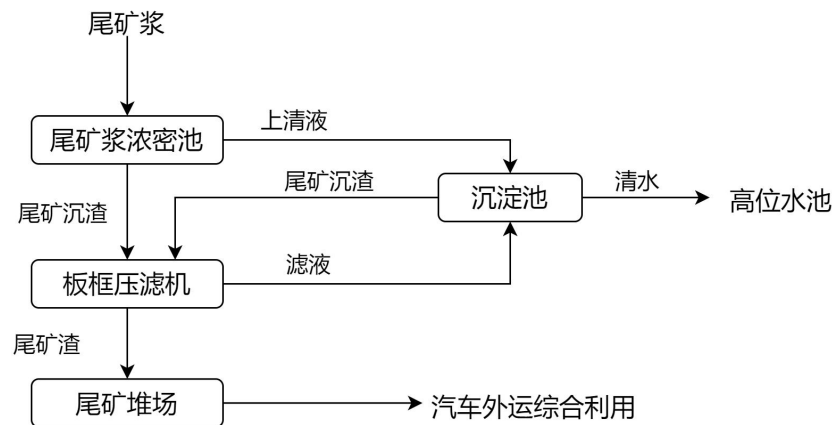 尾矿浆
尾矿浆浓密池
上清液
尾矿沉渣
沉淀池
清水
高位水池
尾矿沉渣
板框压滤机
滤液
尾矿渣
尾矿堆场
汽车外运综合利用